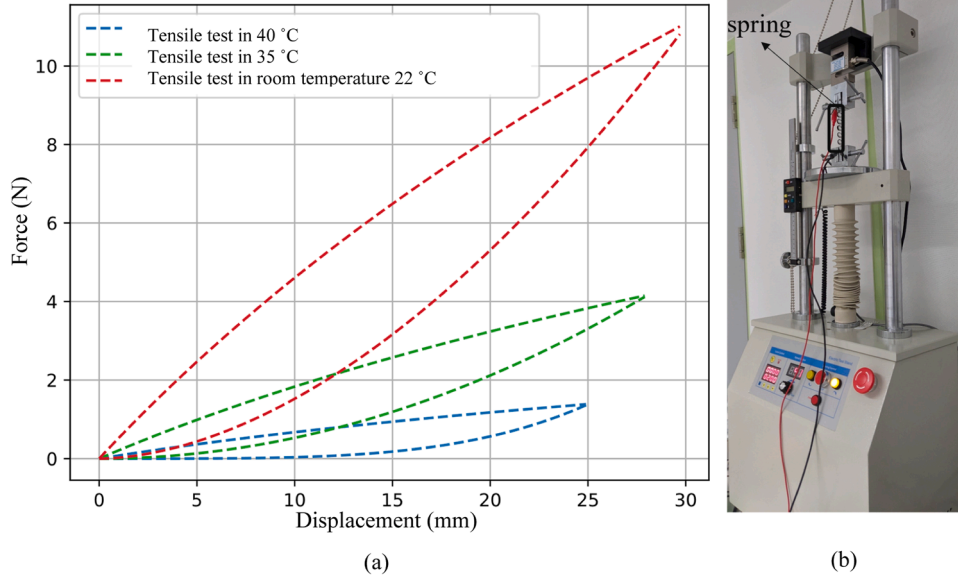 Tensile test in 40 ˚C
Tensile test in 35 ˚C
Tensile test in room temperature 22 ˚C
10
8
6
4
2
0
Force (N)
0 5 10 15 20 25 30
Displacement (mm)
(a)
spring
(b)